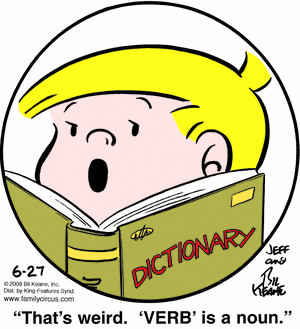 DICTIONARY
JEFF
and
BIL
KEANE
6-27
©2008 Bil Keane, Inc.
Dist. by King Features Synd.
www.familycircus.com
"That's weird. 'VERB' is a noun."